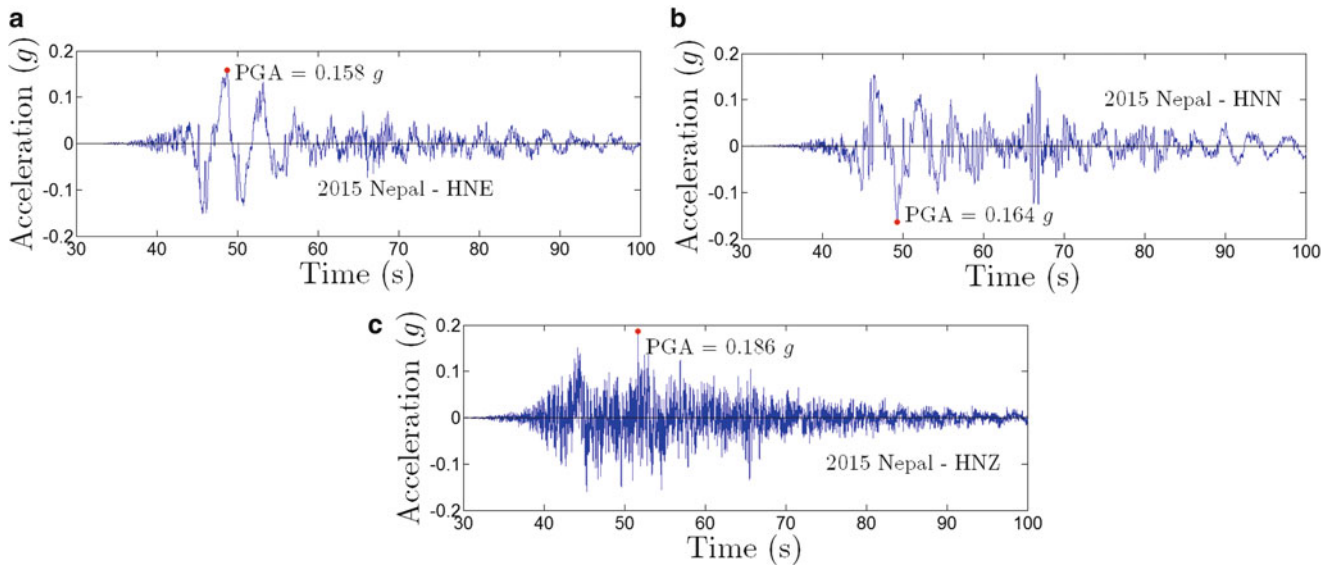 a
Acceleration (g)
0.2
0.1
0
-0.1
-0.2
PGA = 0.158 g
2015 Nepal - HNE
30 40 50 60 70 80 90 100
Time (s)
b
Acceleration (g)
0.2
0.1
0
-0.1
-0.2
2015 Nepal - HNN
PGA = 0.164 g
30 40 50 60 70 80 90 100
Time (s)
c
Acceleration (g)
0.2
0.1
0
-0.1
-0.2
PGA = 0.186 g
2015 Nepal - HNZ
30 40 50 60 70 80 90 100
Time (s)